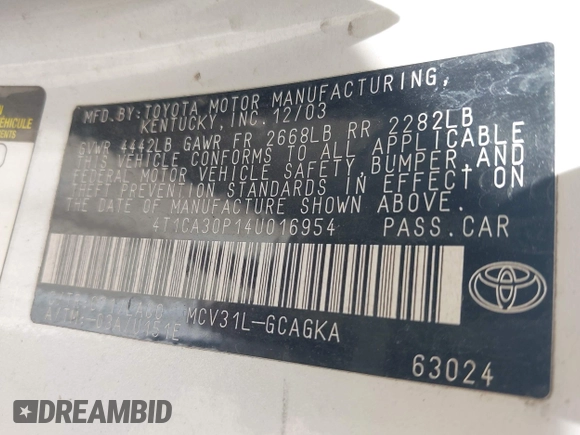 MFD.BY:TOYOTA MOTOR MANUFACTURING,
KENTUCKY, INC. 12/03
GVWR 4442LB GAWR FR 2668LB RR 2282LB
THIS VEHICLE CONFORMS TO ALL APPLICABLE
FEDERAL MOTOR VEHICLE SAFETY,BUMPER,AND
THEFT PREVENTION STANDARDS IN EFFECT ON
THE DATE OF MANUFACTURE SHOWN ABOVE.
4T1CA30P14U016954 PASS.CAR
MCV31L-GCAGKA
63024
VEHICULE
DREAMBID